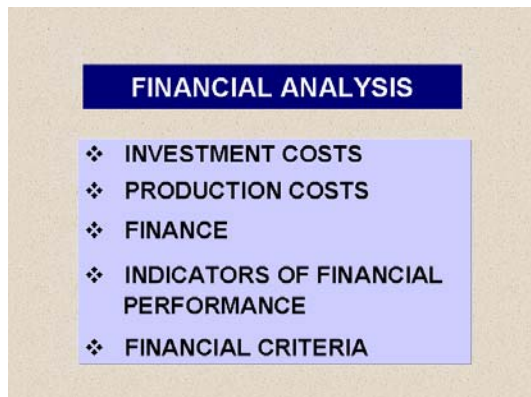 FINANCIAL ANALYSIS
❖ INVESTMENT COSTS
❖ PRODUCTION COSTS
❖ FINANCE
❖ INDICATORS OF FINANCIAL
PERFORMANCE
❖ FINANCIAL CRITERIA